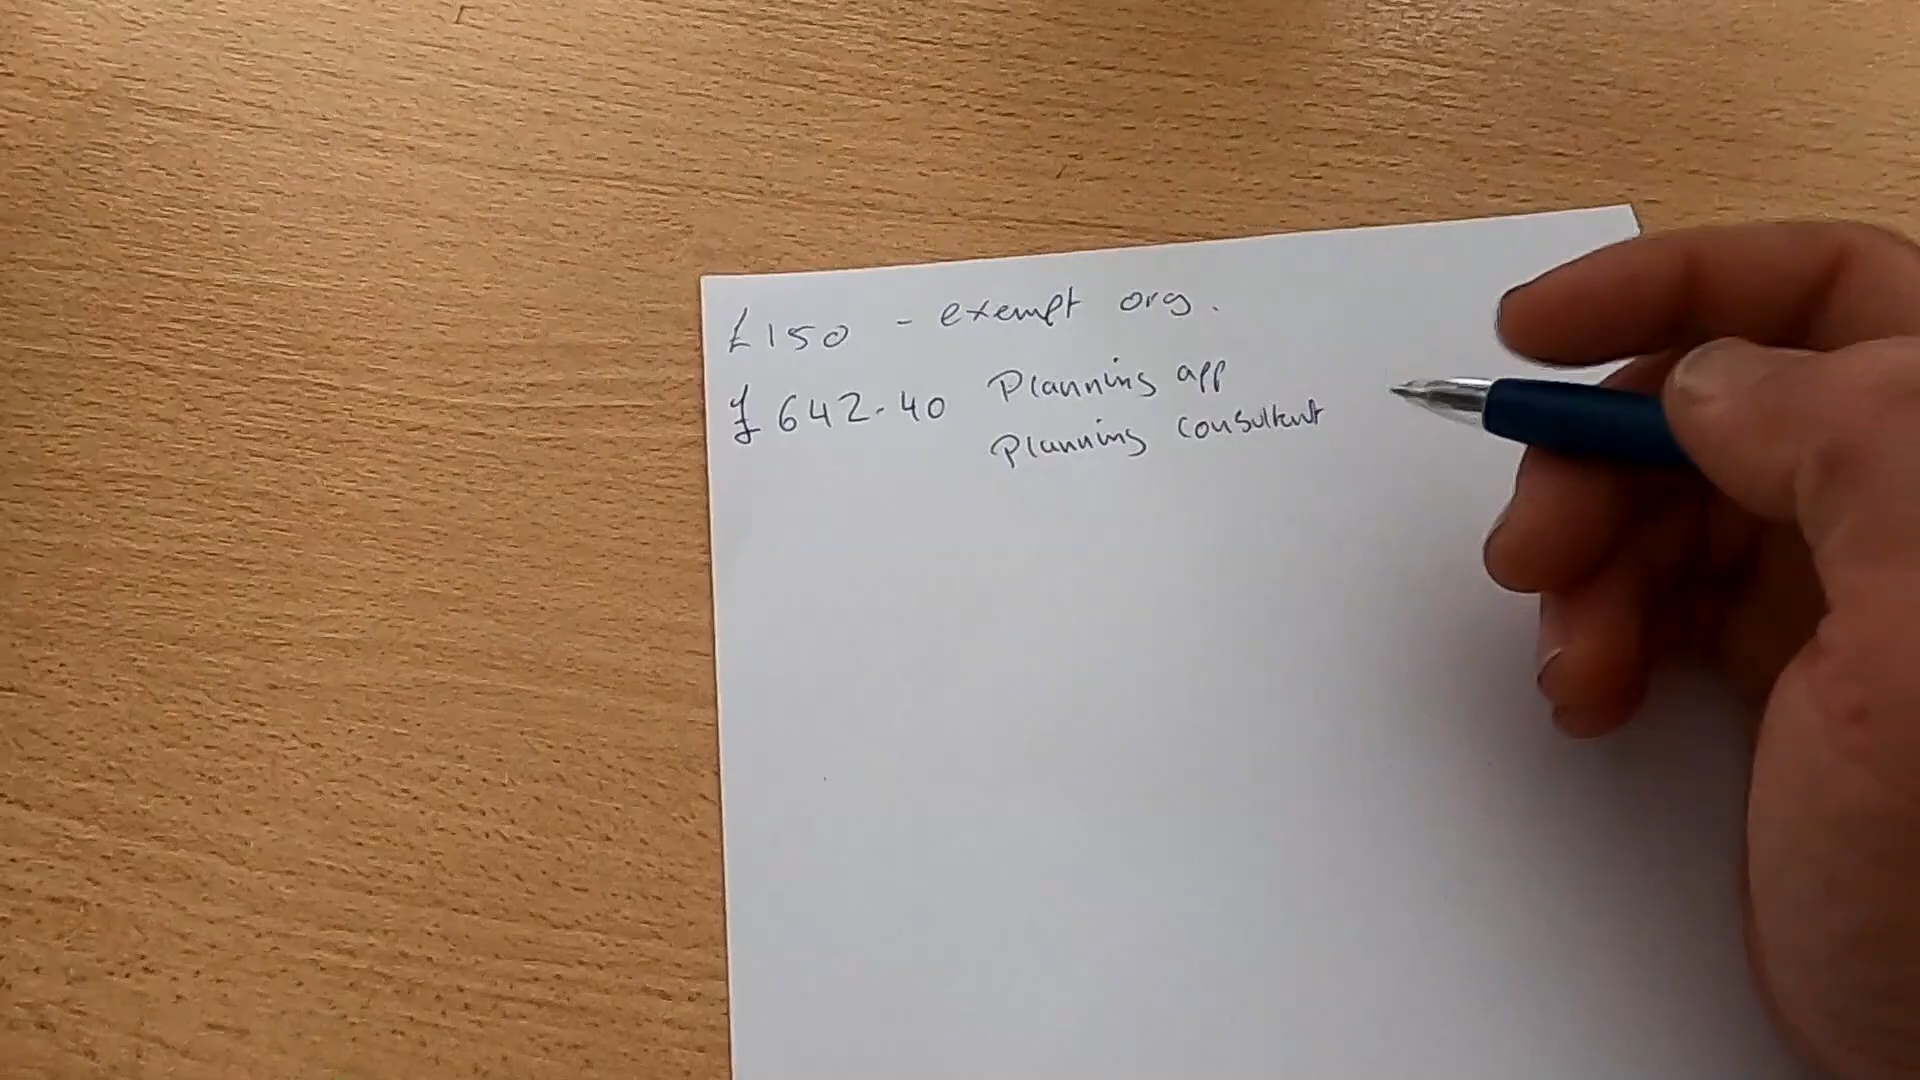 £150 - exempt org.
£642.40 Planning app
Planning consultant